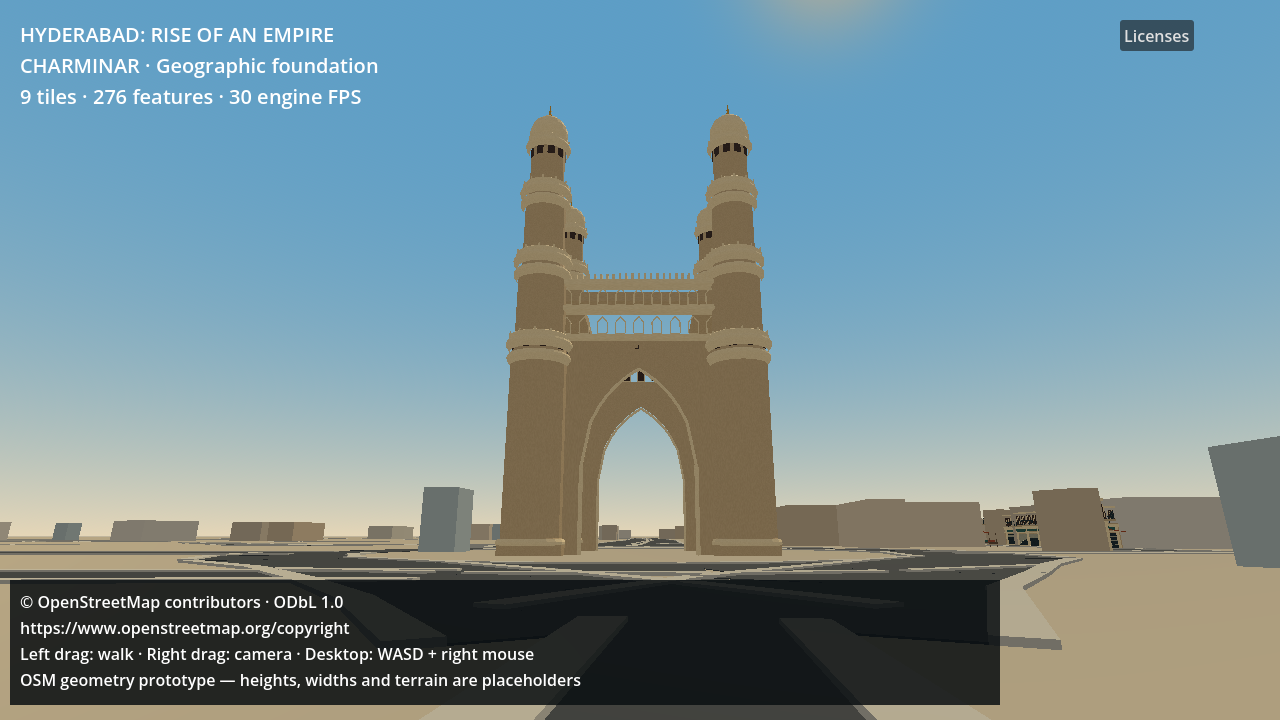 HYDERABAD: RISE OF AN EMPIRE
CHARMINAR · Geographic foundation
9 tiles · 276 features · 30 engine FPS
Licenses
© OpenStreetMap contributors · ODbL 1.0
https://www.openstreetmap.org/copyright
Left drag: walk · Right drag: camera · Desktop: WASD + right mouse
OSM geometry prototype — heights, widths and terrain are placeholders